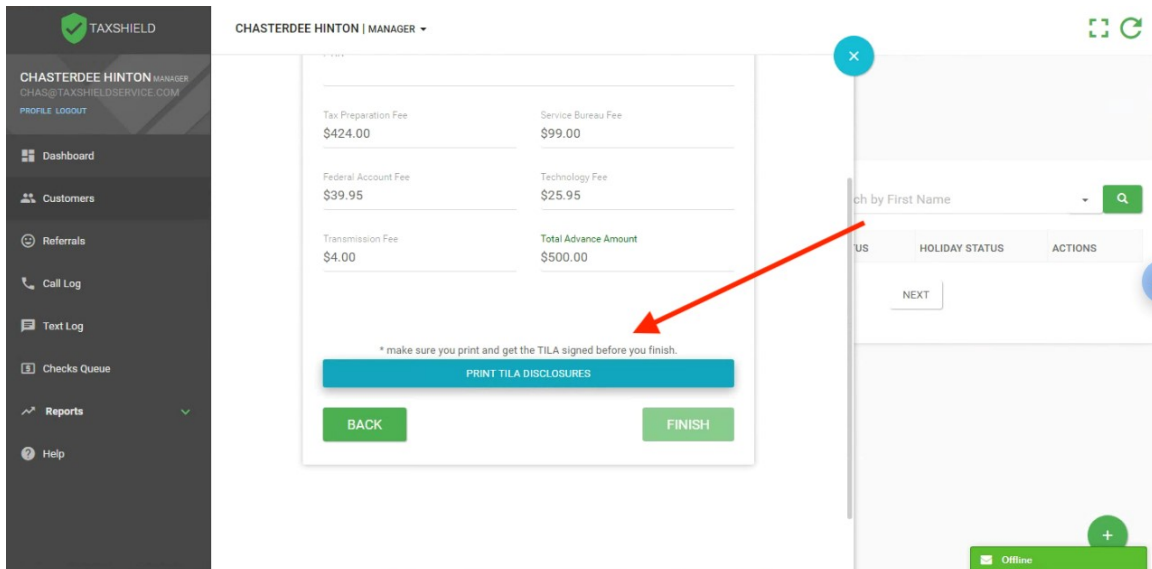 TAXSHIELD
CHASTERDEE HINTON | MANAGER
CHASTERDEE HINTON MANAGER
CHAS@TAXSHIELDSERVICE.COM
PROFILE LOGOUT
Dashboard
Customers
Referrals
Call Log
Text Log
Checks Queue
Reports
Help
Tax Preparation Fee
$424.00
Service Bureau Fee
$99.00
Federal Account Fee
$39.95
Technology Fee
$25.95
Transmission Fee
$4.00
Total Advance Amount
$500.00
* make sure you print and get the TILA signed before you finish.
PRINT TILA DISCLOSURES
BACK
FINISH
ch by First Name
US
HOLIDAY STATUS
ACTIONS
NEXT
Offline